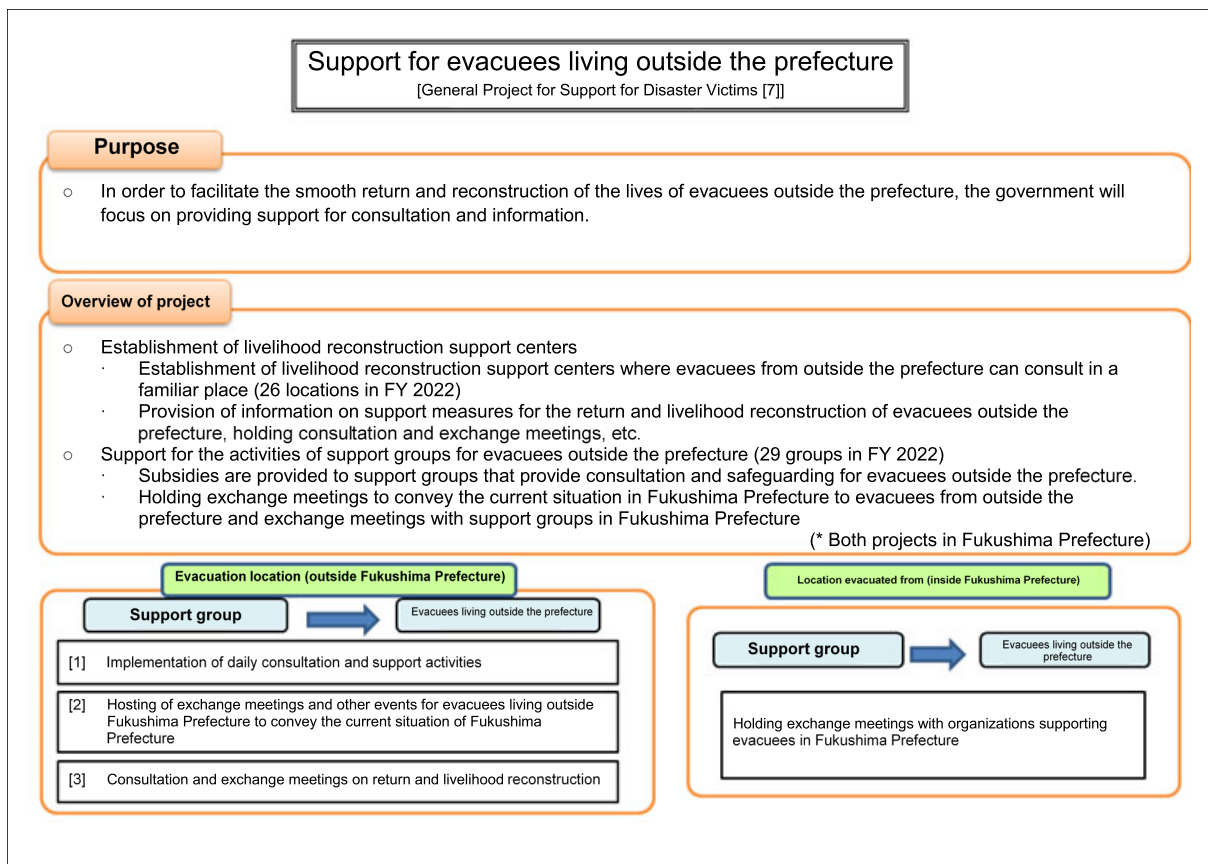 Support for evacuees living outside the prefecture
[General Project for Support for Disaster Victims [7]]
Purpose
○ In order to facilitate the smooth return and reconstruction of the lives of evacuees outside the prefecture, the government will
focus on providing support for consultation and information.
Overview of project
○ Establishment of livelihood reconstruction support centers
· Establishment of livelihood reconstruction support centers where evacuees from outside the prefecture can consult in a
familiar place (26 locations in FY 2022)
· Provision of information on support measures for the return and livelihood reconstruction of evacuees outside the
prefecture, holding consultation and exchange meetings, etc.
○ Support for the activities of support groups for evacuees outside the prefecture (29 groups in FY 2022)
· Subsidies are provided to support groups that provide consultation and safeguarding for evacuees outside the prefecture.
· Holding exchange meetings to convey the current situation in Fukushima Prefecture to evacuees from outside the
prefecture and exchange meetings with support groups in Fukushima Prefecture
(* Both projects in Fukushima Prefecture)
Evacuation location (outside Fukushima Prefecture)
Support group
Evacuees living outside the prefecture
[1] Implementation of daily consultation and support activities
[2] Hosting of exchange meetings and other events for evacuees living outside
Fukushima Prefecture to convey the current situation of Fukushima
Prefecture
[3] Consultation and exchange meetings on return and livelihood reconstruction
Location evacuated from (inside Fukushima Prefecture)
Support group
Evacuees living outside the
prefecture
Holding exchange meetings with organizations supporting
evacuees in Fukushima Prefecture